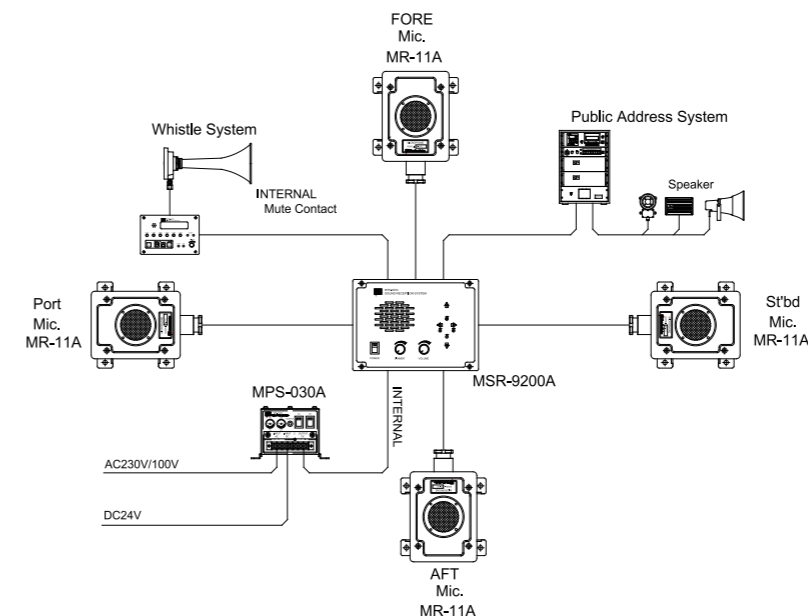 FORE
Mic.
MR-11A
Whistle System
Public Address System
INTERNAL
Mute Contact
Speaker
Port
Mic.
MR-11A
St'bd
Mic.
MR-11A
MSR-9200A
MPS-030A
INTERNAL
AC230V/100V
DC24V
AFT
Mic.
MR-11A